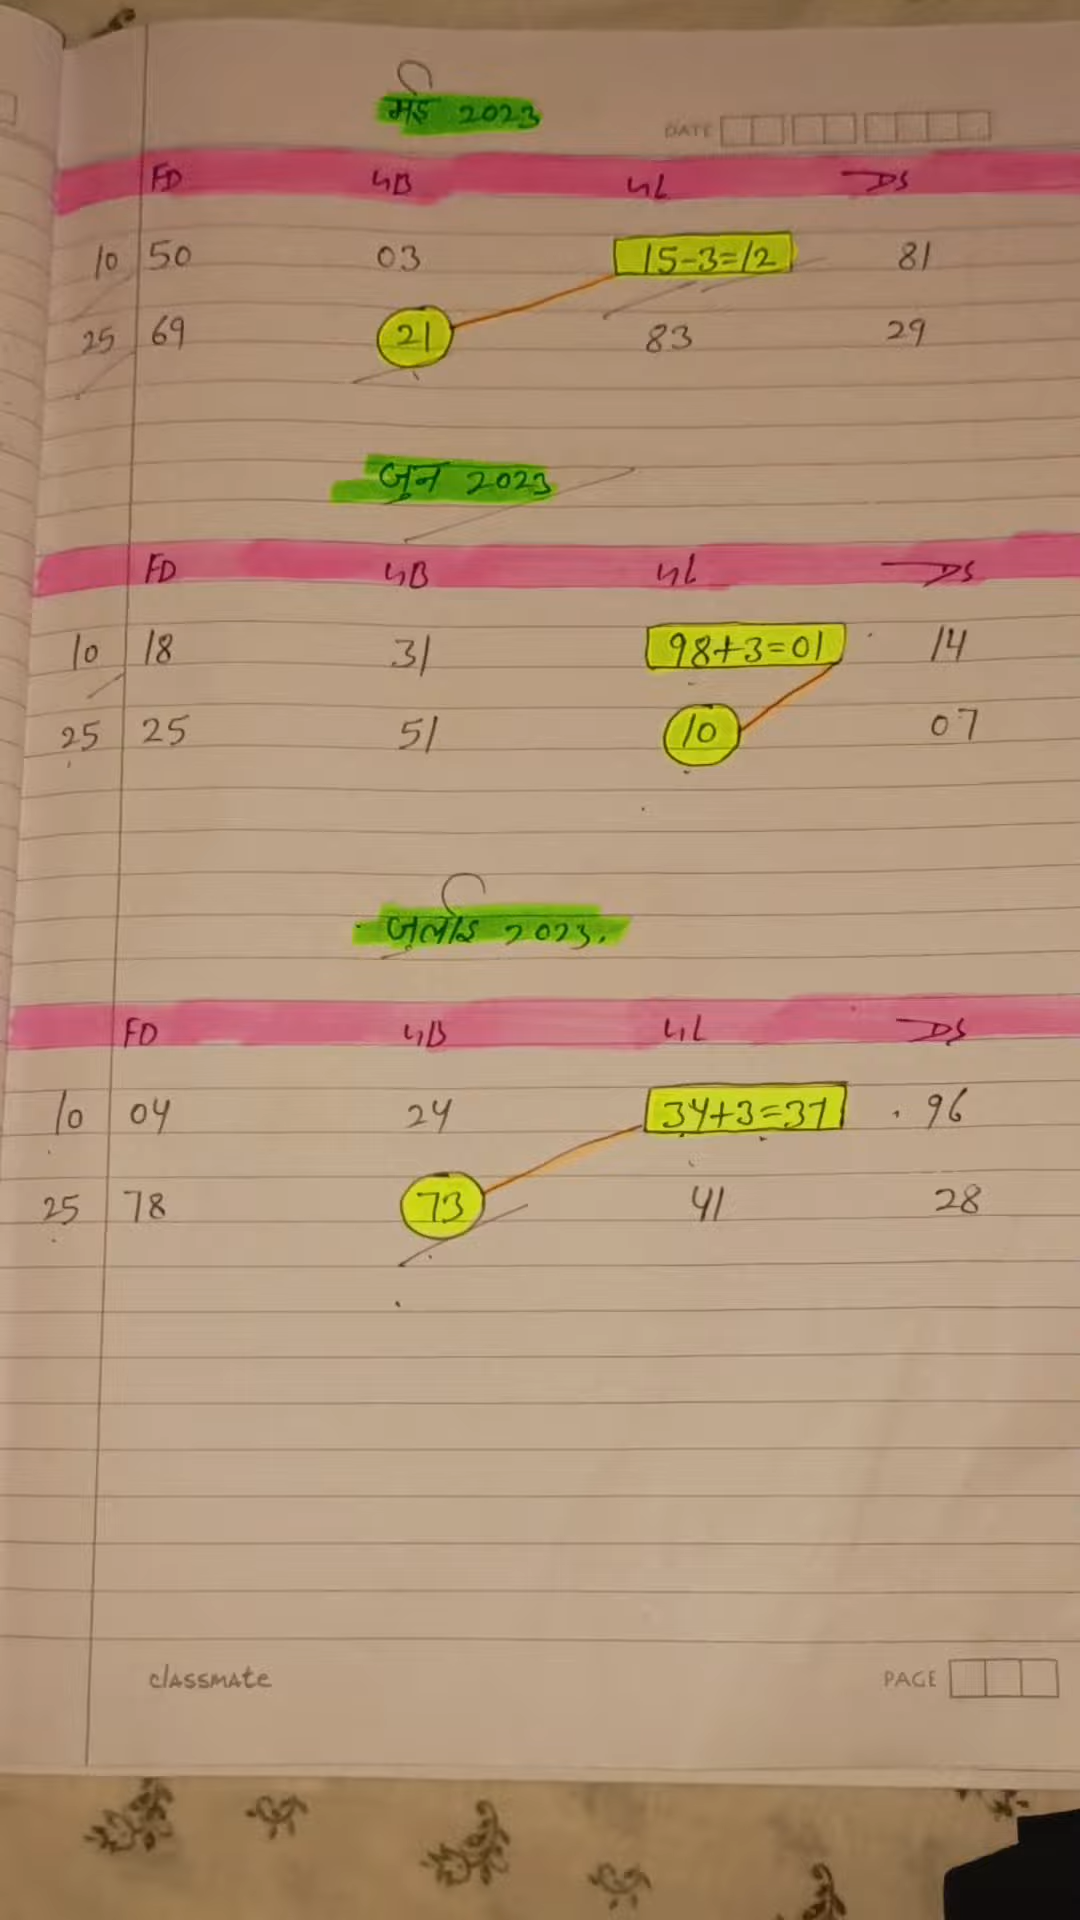 मई 2023
DATE
FD GB GL DS
10 50 03 15-3=12 81
25 69 21 83 29
जून 2023
FD GB GL DS
10 18 31 98+3=01 14
25 25 51 10 07
जुलाई 2023.
FD GB GL DS
10 04 24 34+3=37 96
25 78 73 41 28
classmate
PAGE